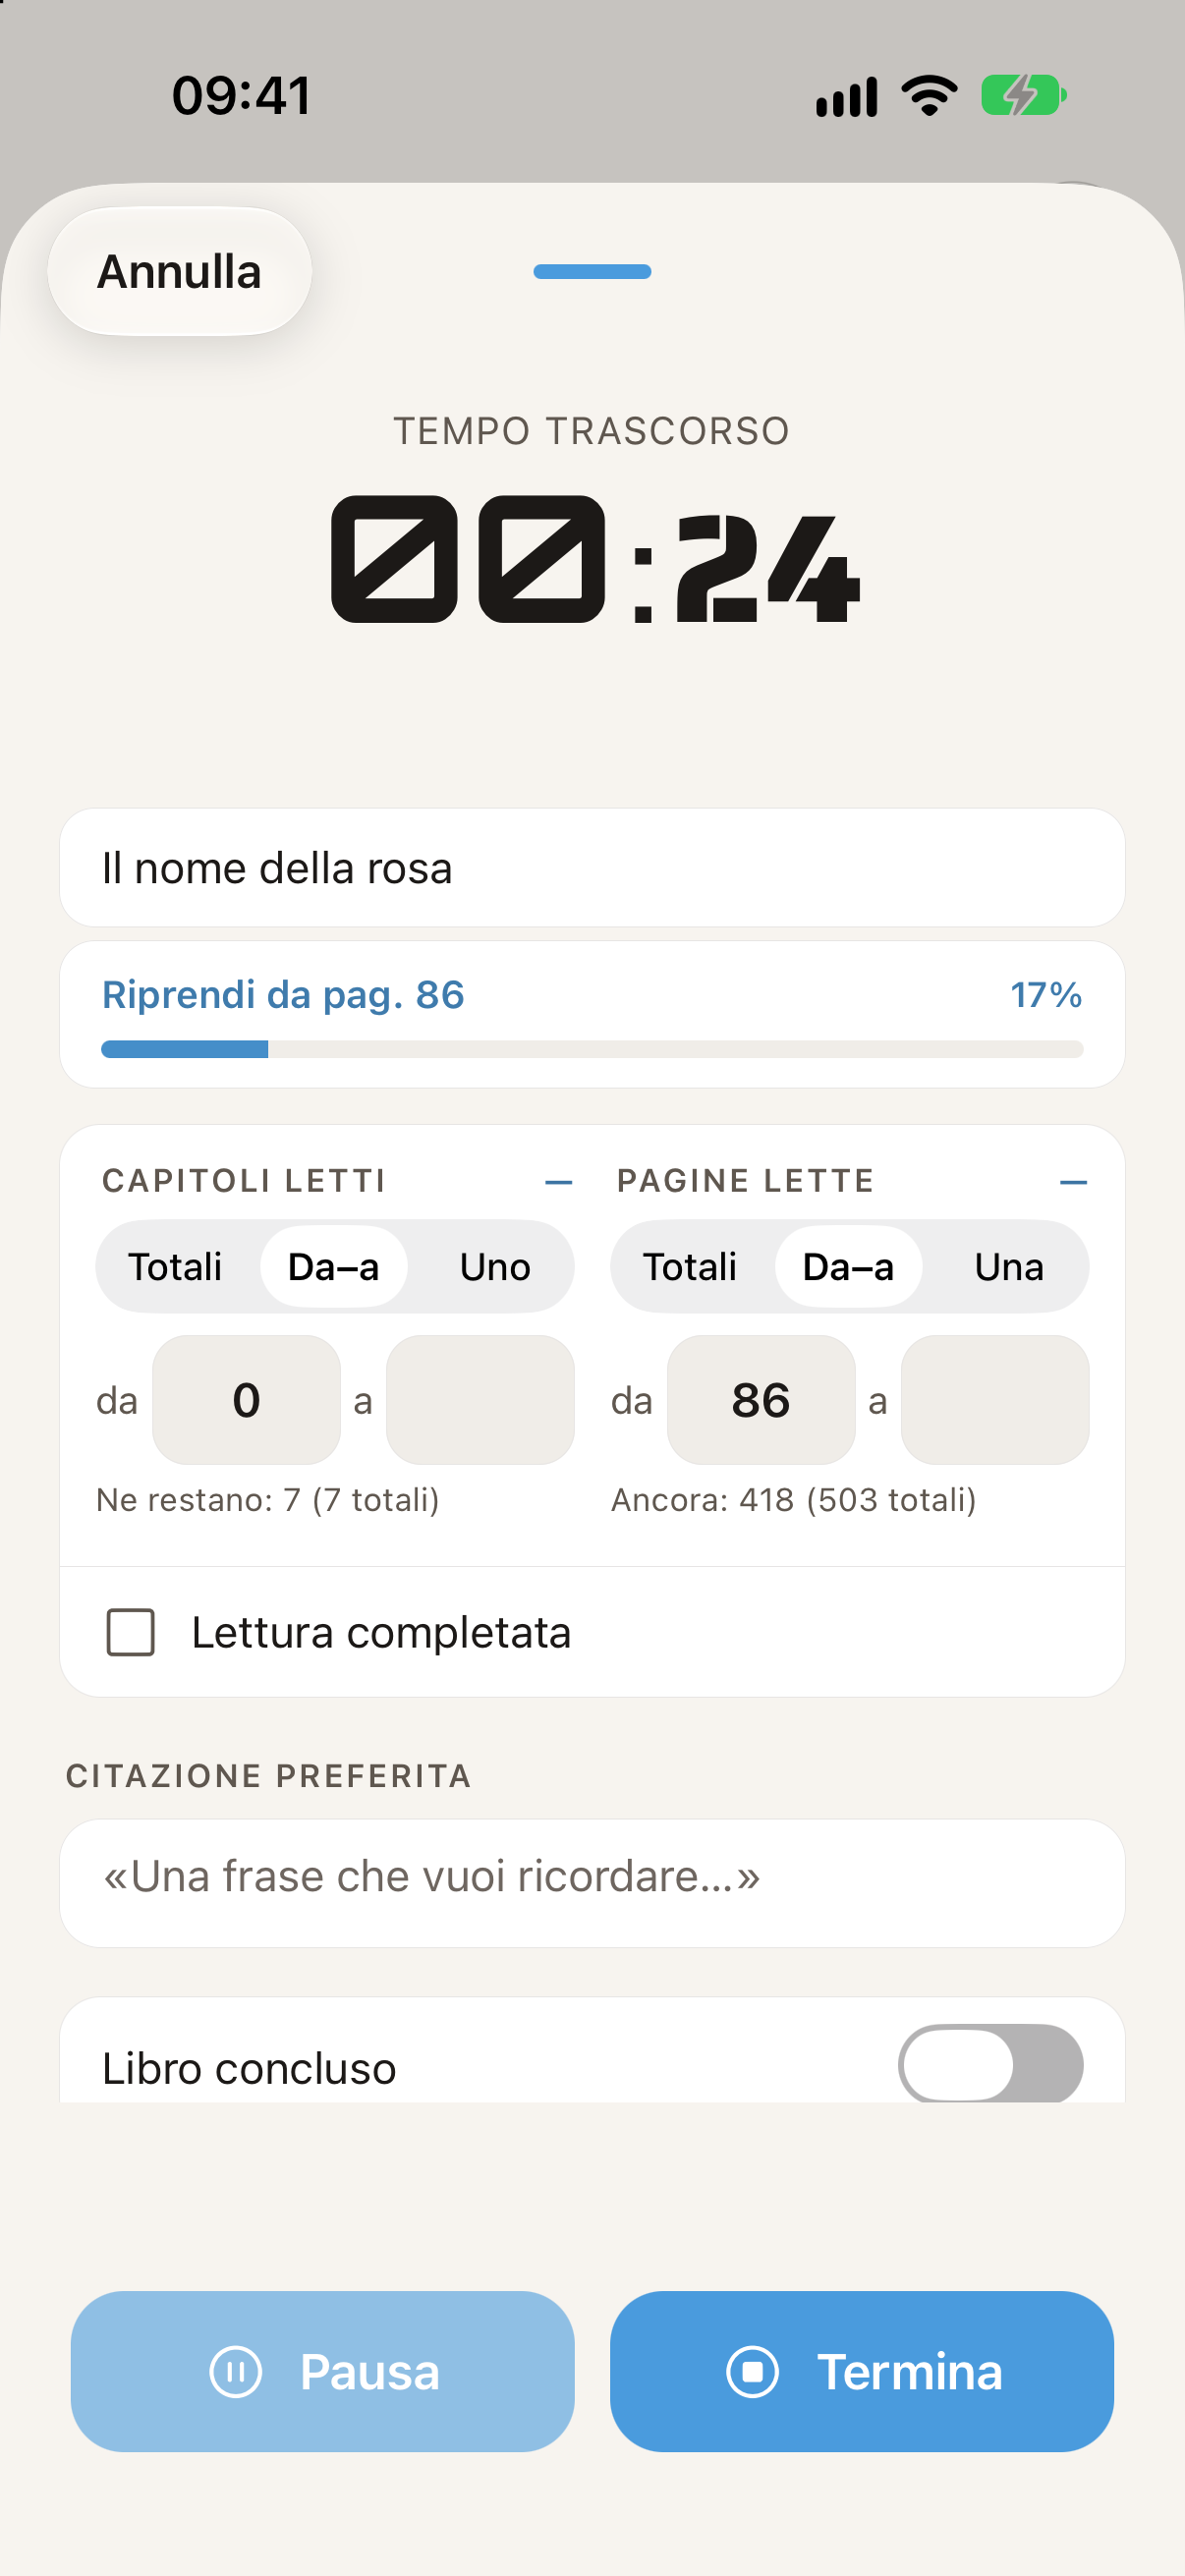 09:41
Annulla
TEMPO TRASCORSO
00:24
Il nome della rosa
Riprendi da pag. 86 17%
CAPITOLI LETTI – PAGINE LETTE –
Totali Da–a Uno Totali Da–a Una
da 0 a da 86 a
Ne restano: 7 (7 totali) Ancora: 418 (503 totali)
Lettura completata
CITAZIONE PREFERITA
«Una frase che vuoi ricordare...»
Libro concluso
Pausa Termina